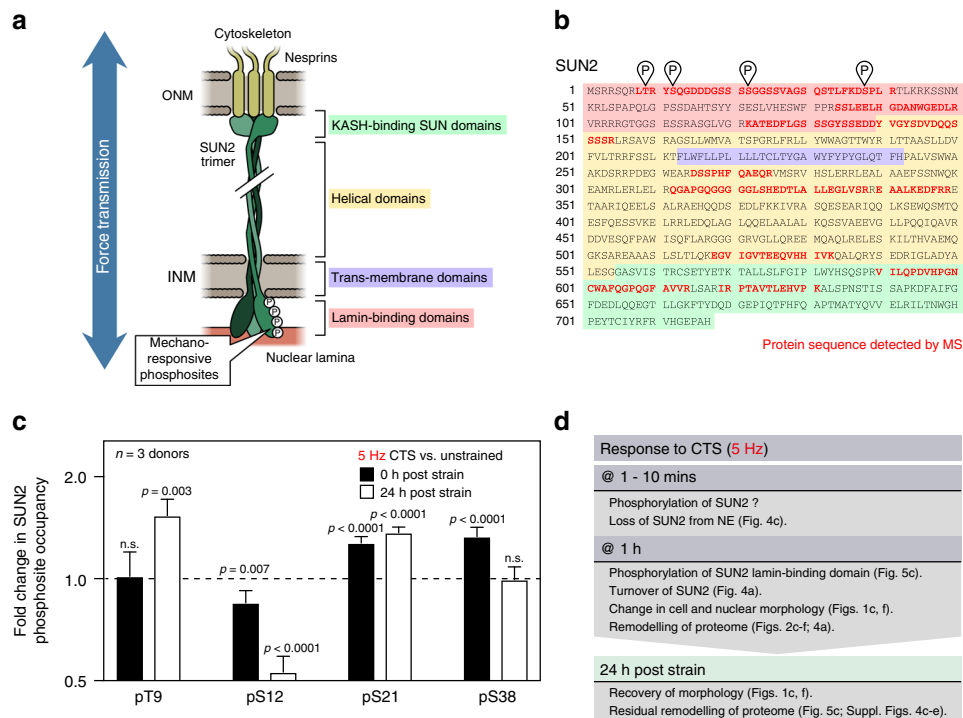 a
Cytoskeleton
Nesprins
ONM
KASH-binding SUN domains
SUN2
trimer
Force transmission
Helical domains
INM
Trans-membrane domains
P
P
P
P
Lamin-binding domains
Mechano-
responsive
phosphosites
Nuclear lamina
b
P P P P
SUN2
1 MSRRSQRLTR YSQGDDDGSS SSGGSSVAGS QSTLFKDSPL RTLKRKSSNM
51 KRLSPAPQLG PSSDAHTSYY SESLVHESWF PPRSSLEELH GDANWGEDLR
101 VRRRRGTGGS ESSRASGLVG RKATEDFLGS SSGYSSEDDY VGYSDVDQQS
151 SSSRLRSAVS RAGSLLWMVA TSPGRLFRLL YWWAGTTWYR LTTAASLLDV
201 FVLTRRFSSL KTFLWFLLPL LLLTCLTYGA WYFYPYGLQT FHPALVSWWA
251 AKDSRRPDEG WEARDSSPHF QAEQRVMSRV HSLERRLEAL AAEFSSNWQK
301 EAMRLERLEL RQGAPGQGGG GGLSHEDTLA LLEGLVSRRE AALKEDFRRE
351 TAARIQEELS ALRAEHQQDS EDLFKKIVRA SQESEARIQQ LKSEWQSMTQ
401 ESFQESSVKE LRRLEDQLAG LQQELAALAL KQSSVAEEVG LLPQQIQAVR
451 DDVESQFPAW ISQFLARGGG GRVGLLQREE MQAQLRELES KILTHVAEMQ
501 GKSAREAAAS LSLTLQKEGV IGVTEEQVHH IVKQALQRYS EDRIGLADYA
551 LESGGASVIS TRCSETYETK TALLSLFGIP LWYHSQSPRV ILQPDVHPGN
601 CWAFQGPQGF AVVRLSARIR PTAVTLEHVP KALSPNSTIS SAPKDFAIFG
651 FDEDLQQEGT LLGKFTYDQD GEPIQTFHFQ APTMATYQVV ELRILTNWGH
701 PEYTCIYRFR VHGEPAH
Protein sequence detected by MS
c
n = 3 donors
5 Hz CTS vs. unstrained
0 h post strain
24 h post strain
Fold change in SUN2
phosphosite occupancy
2.0
1.0
0.5
n.s.
p = 0.003
p = 0.007
p < 0.0001
p < 0.0001
p < 0.0001
p < 0.0001
n.s.
pT9 pS12 pS21 pS38
d
Response to CTS (5 Hz)
@ 1 - 10 mins
Phosphorylation of SUN2 ?
Loss of SUN2 from NE (Fig. 4c).
@ 1 h
Phosphorylation of SUN2 lamin-binding domain (Fig. 5c).
Turnover of SUN2 (Fig. 4a).
Change in cell and nuclear morphology (Figs. 1c, f).
Remodelling of proteome (Figs. 2c-f; 4a).
24 h post strain
Recovery of morphology (Figs. 1c, f).
Residual remodelling of proteome (Fig. 5c; Suppl. Figs. 4c-e).